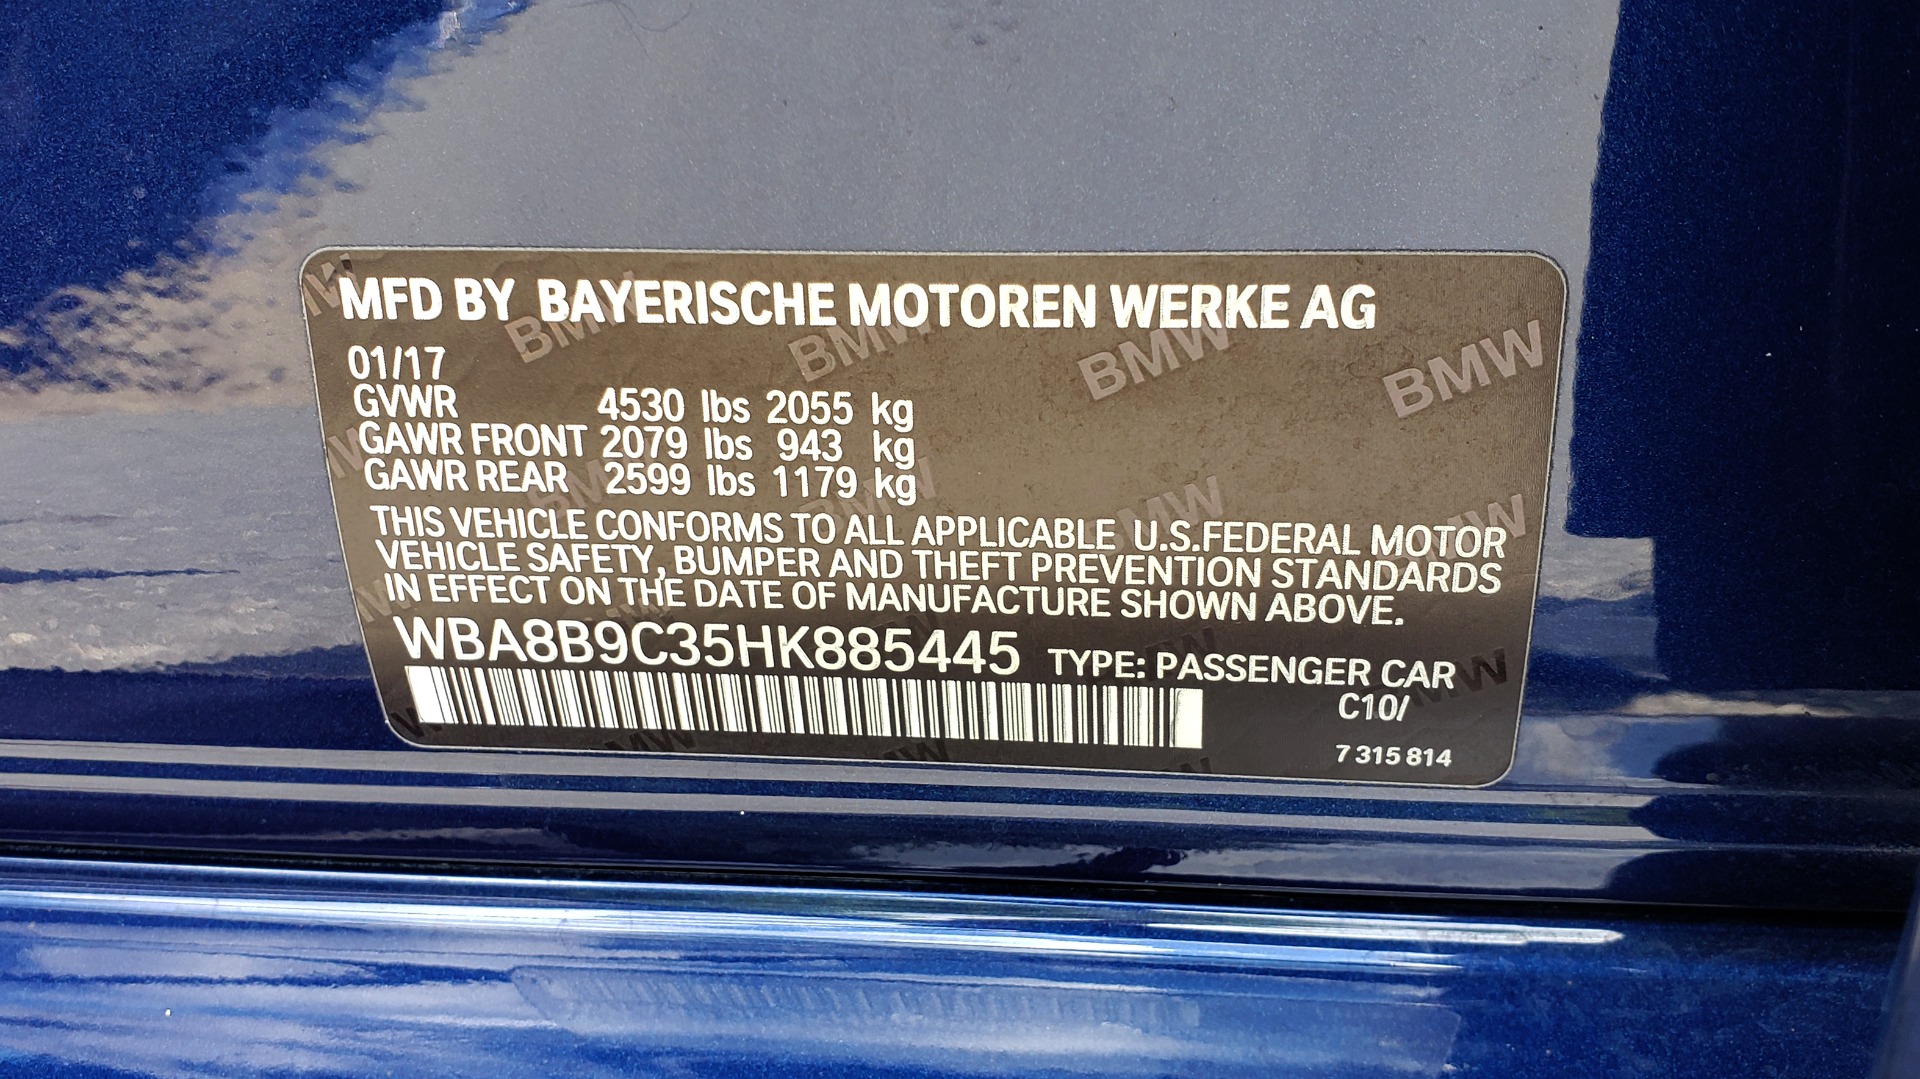 MFD BY BAYERISCHE MOTOREN WERKE AG
01/17
GVWR 4530 lbs 2055 kg
GAWR FRONT 2079 lbs 943 kg
GAWR REAR 2599 lbs 1179 kg
THIS VEHICLE CONFORMS TO ALL APPLICABLE U.S.FEDERAL MOTOR
VEHICLE SAFETY, BUMPER AND THEFT PREVENTION STANDARDS
IN EFFECT ON THE DATE OF MANUFACTURE SHOWN ABOVE.
WBA8B9C35HK885445 TYPE: PASSENGER CAR
C10/
7 315 814